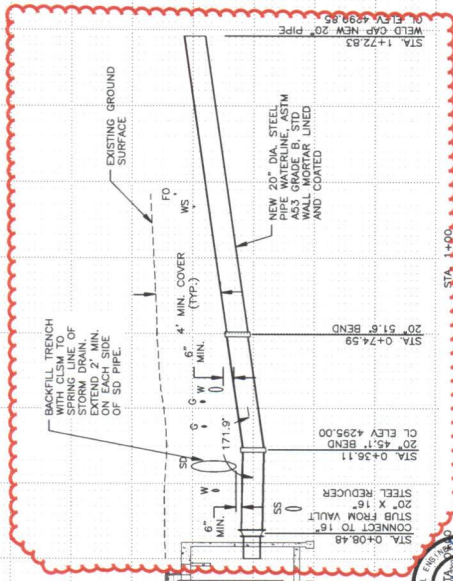 BACKFILL TRENCH
WITH CLSM TO
SPRING LINE OF
STORM DRAIN.
EXTEND 2' MIN.
ON EACH SIDE
OF SD PIPE.
EXISTING GROUND
SURFACE
4' MIN. COVER
(TYP.)
FO
WS
6"
MIN.
W
G
G
SD
W
6"
MIN.
171.9'
SS
NEW 20" DIA. STEEL
PIPE WATERLINE, ASTM
A53 GRADE B, STD
WALL MORTAR LINED
AND COATED
STA. 0+08.48
CONNECT TO 16"
STUB FROM VAULT
20" X 16"
STEEL REDUCER
STA. 0+36.11
20" 45.1° BEND
CL ELEV 4295.00
STA. 0+74.59
20" 51.6° BEND
STA. 1+72.83
WELD CAP NEW 20" PIPE
CL ELEV 4299.85
STA. 1+00